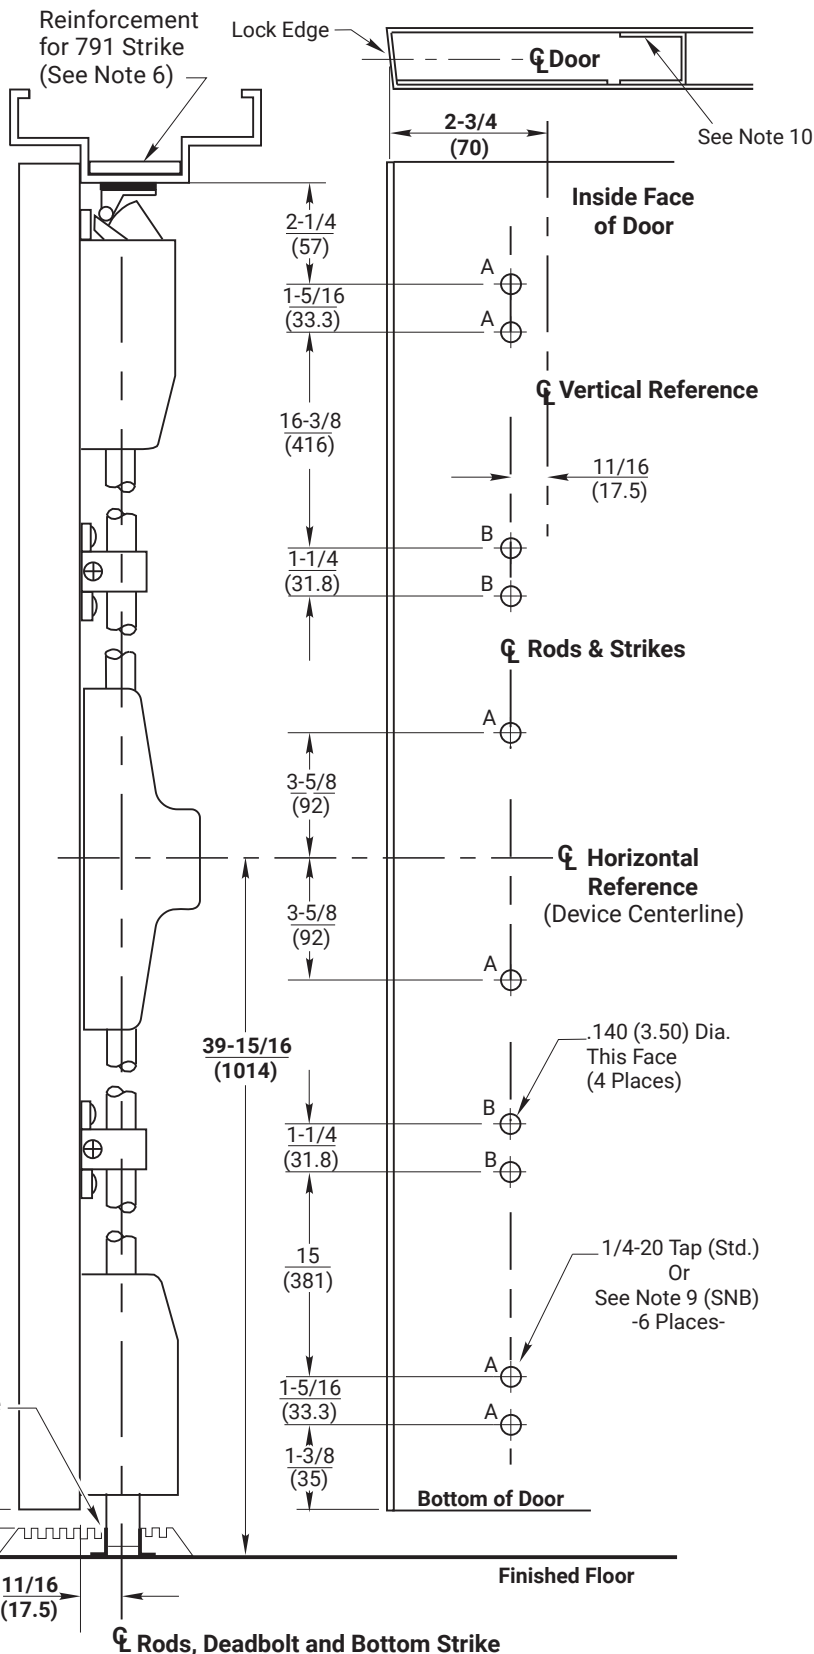 Reinforcement
for 791 Strike
(See Note 6)
Lock Edge
℄ Door
See Note 10
2-3/4
(70)
Inside Face
of Door
2-1/4
(57)
A
1-5/16
(33.3)
A
℄ Vertical Reference
16-3/8
(416)
11/16
(17.5)
B
1-1/4
(31.8)
B
℄ Rods & Strikes
A
3-5/8
(92)
℄ Horizontal
Reference
(Device Centerline)
3-5/8
(92)
A
39-15/16
(1014)
.140 (3.50) Dia.
This Face
(4 Places)
B
1-1/4
(31.8)
B
15
(381)
1/4-20 Tap (Std.)
Or
See Note 9 (SNB)
-6 Places-
A
1-5/16
(33.3)
A
1-3/8
(35)
Bottom of Door
Finished Floor
11/16
(17.5)
℄ Rods, Deadbolt and Bottom Strike